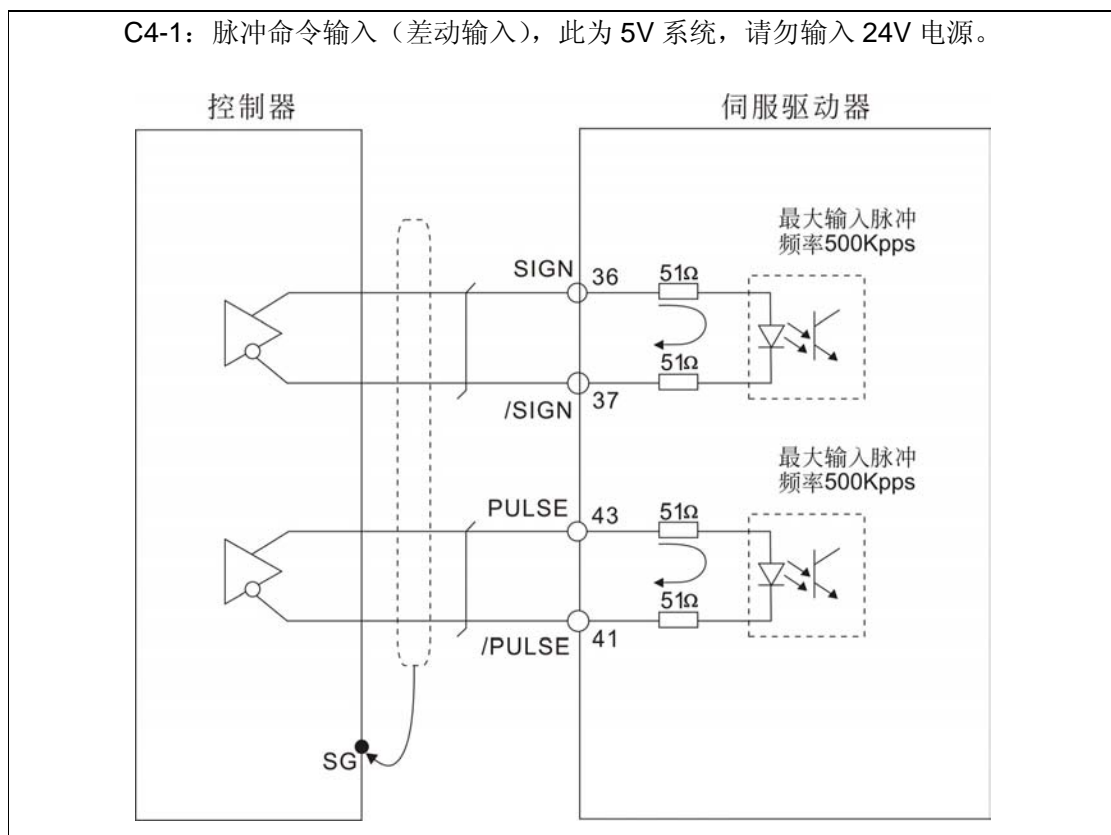 C4-1：脉冲命令输入（差动输入），此为 5V 系统，请勿输入 24V 电源。
控制器
伺服驱动器
最大输入脉冲
频率500Kpps
SIGN
36
51Ω
51Ω
/SIGN
37
最大输入脉冲
频率500Kpps
PULSE
43
51Ω
51Ω
/PULSE
41
SG